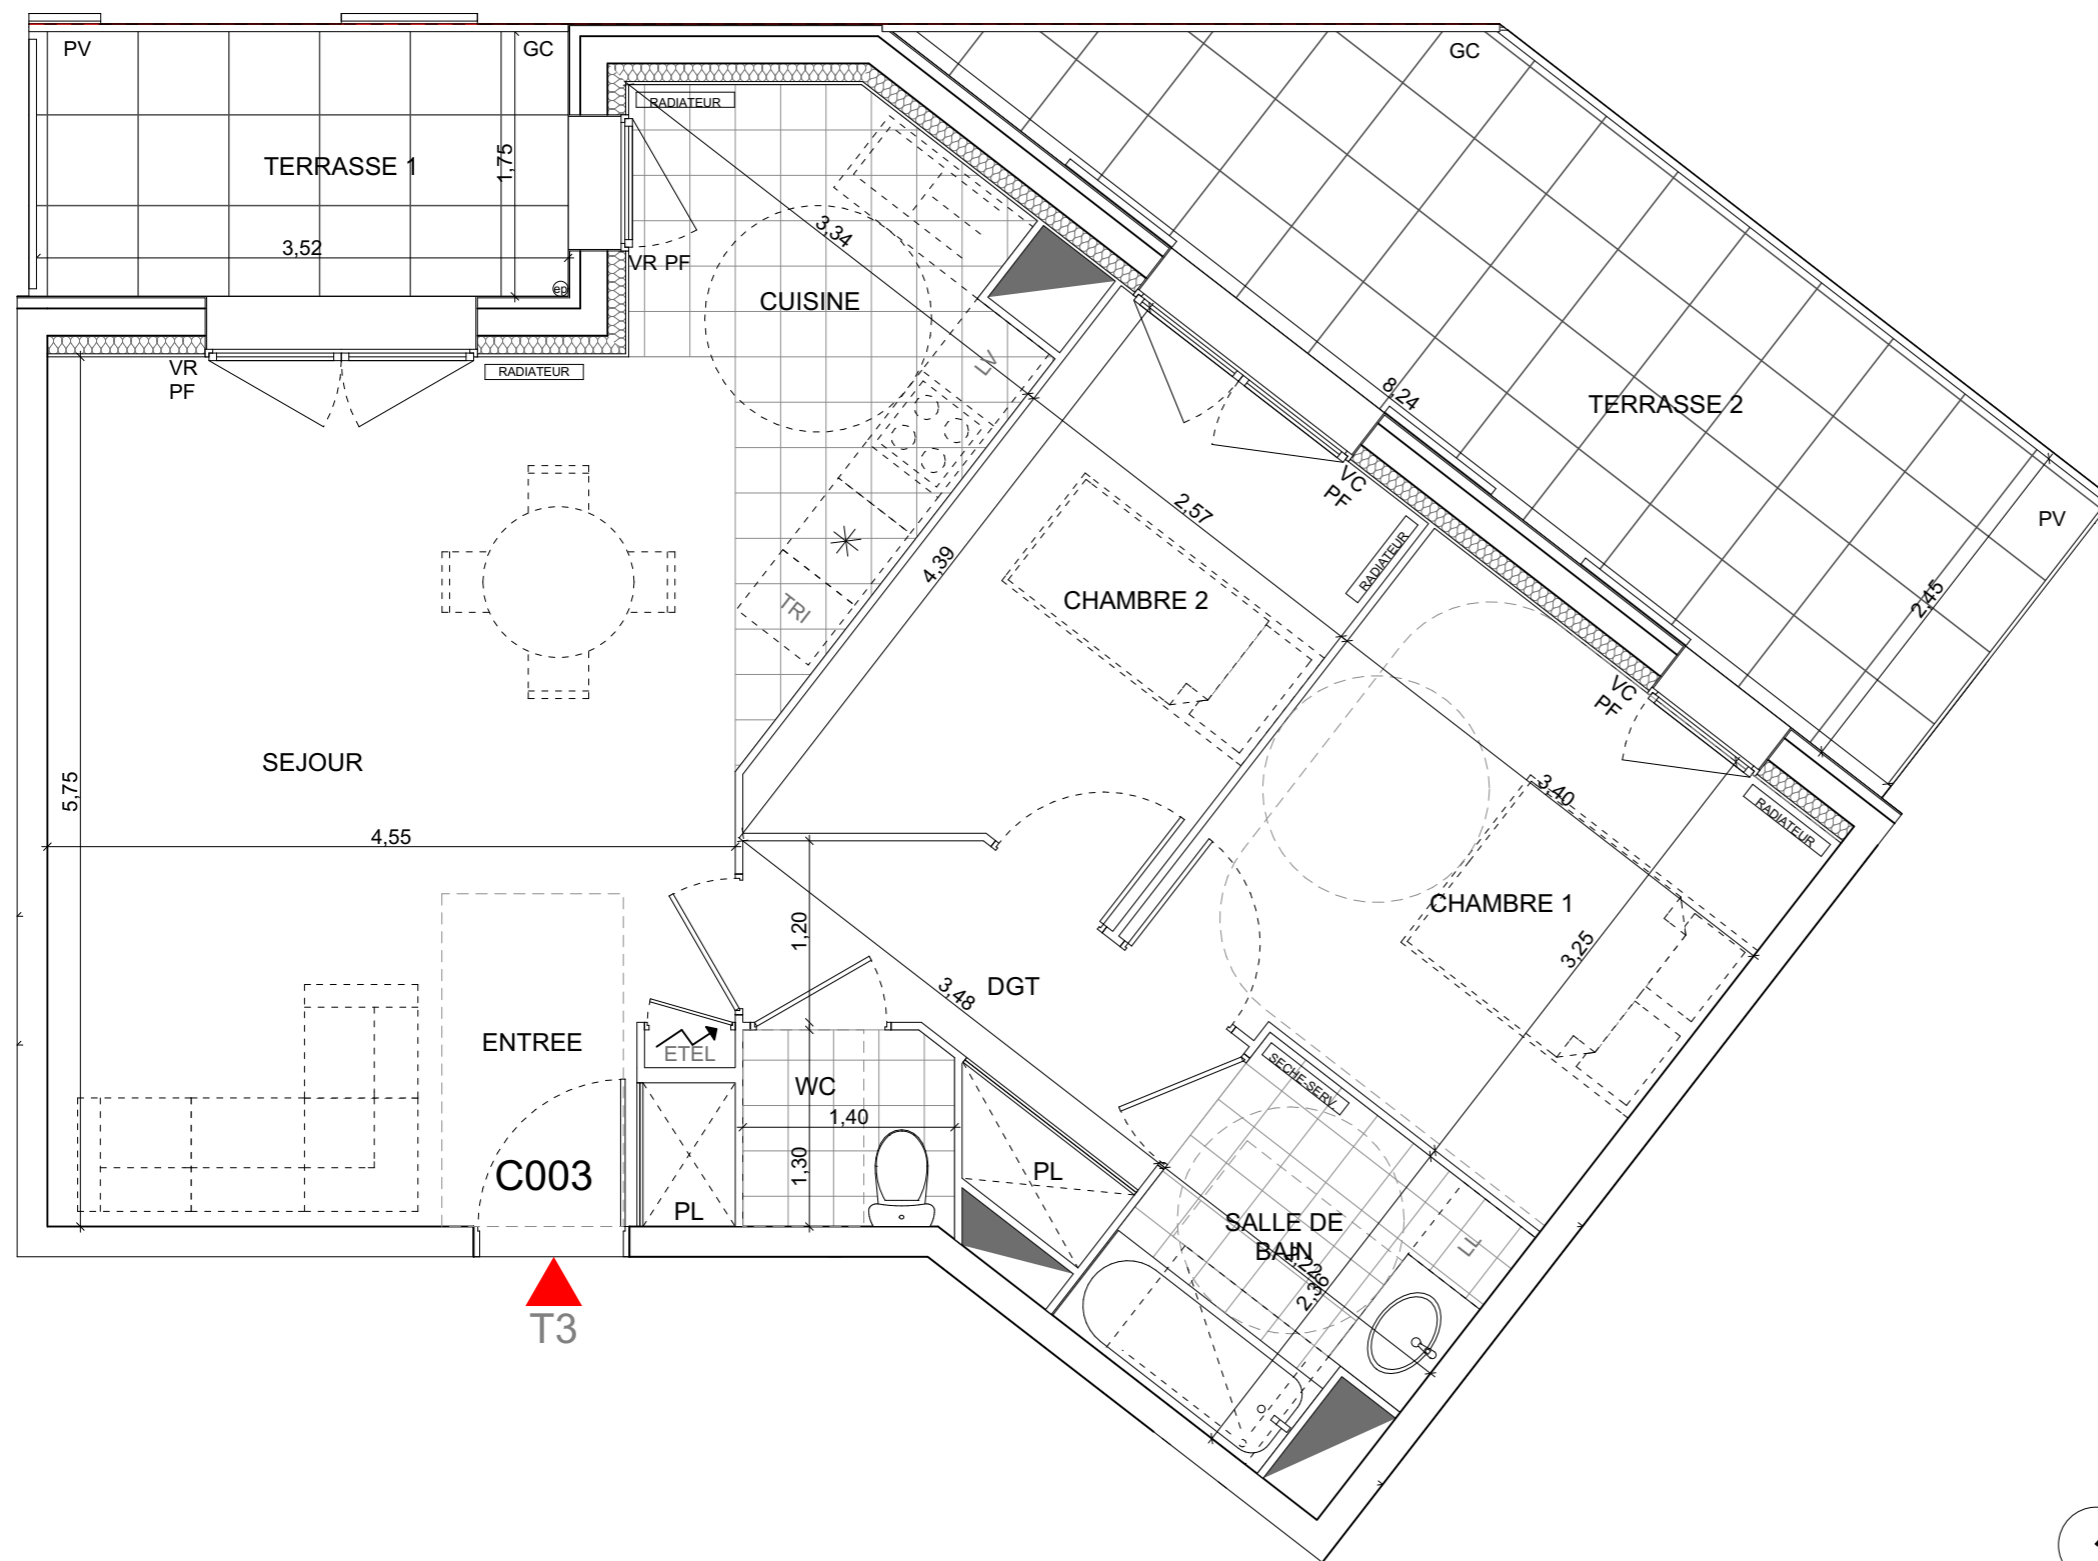 PV
GC
GC
RADIATEUR
TERRASSE 1
1,75
3,52
ep
VR PF
3,34
CUISINE
VR
PF
RADIATEUR
LV
8,24
TERRASSE 2
VC
PF
PV
2,57
RADIATEUR
4,39
CHAMBRE 2
2,45
TRI
VC
PF
SEJOUR
5,75
4,55
3,40
RADIATEUR
CHAMBRE 1
1,20
3,25
DGT
3,48
ENTREE
ETEL
WC
SECHE-SERV.
1,40
1,30
C003
PL
PL
SALLE DE
BAIN
LL
T3